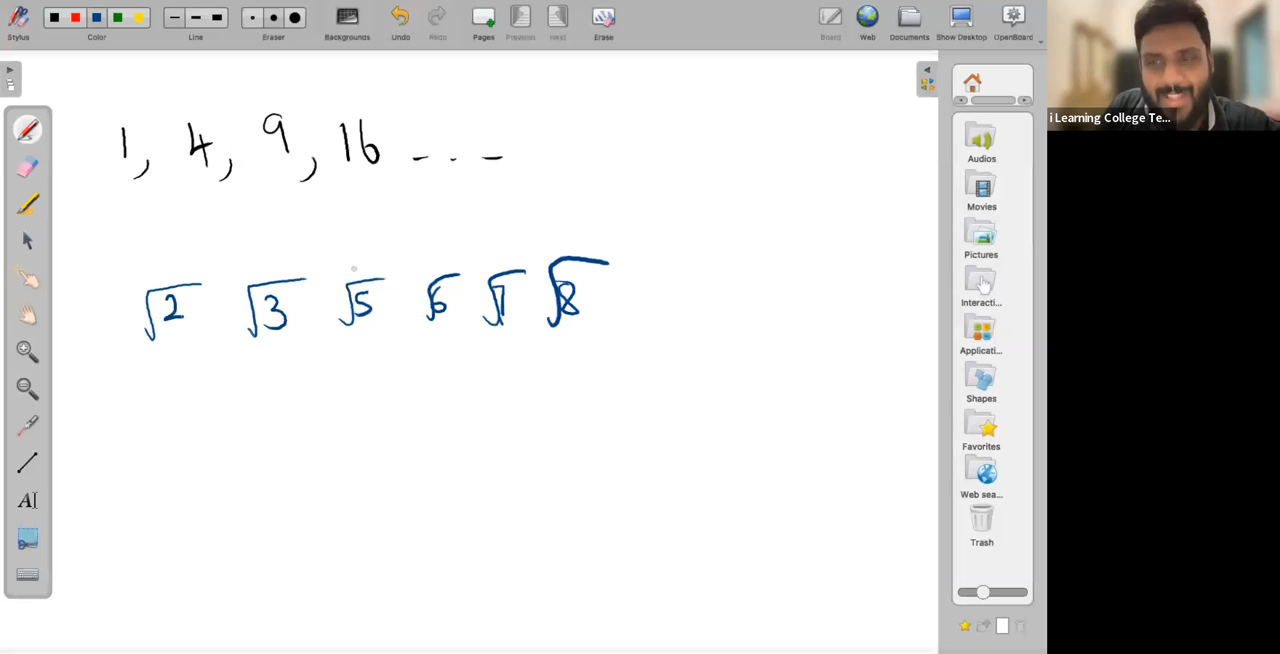 Stylus Color Line Eraser Backgrounds Undo Redo Pages Previous Next Erase Board Web Documents Show Desktop OpenBoard
i Learning College Te...
1, 4, 9, 16 - - -
√2 √3 √5 √6 √7 √8
Audios
Movies
Pictures
Interacti...
Applicati...
Shapes
Favorites
Web sea...
Trash